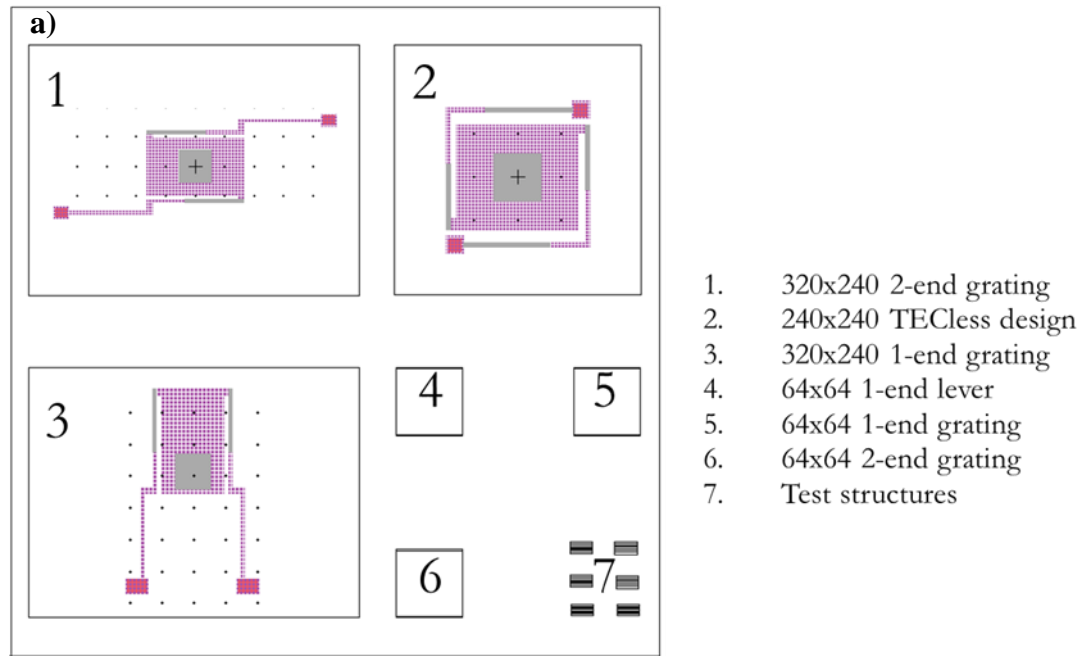 a)
1
2
3
4
5
6
7
1. 320x240 2-end grating
2. 240x240 TECless design
3. 320x240 1-end grating
4. 64x64 1-end lever
5. 64x64 1-end grating
6. 64x64 2-end grating
7. Test structures